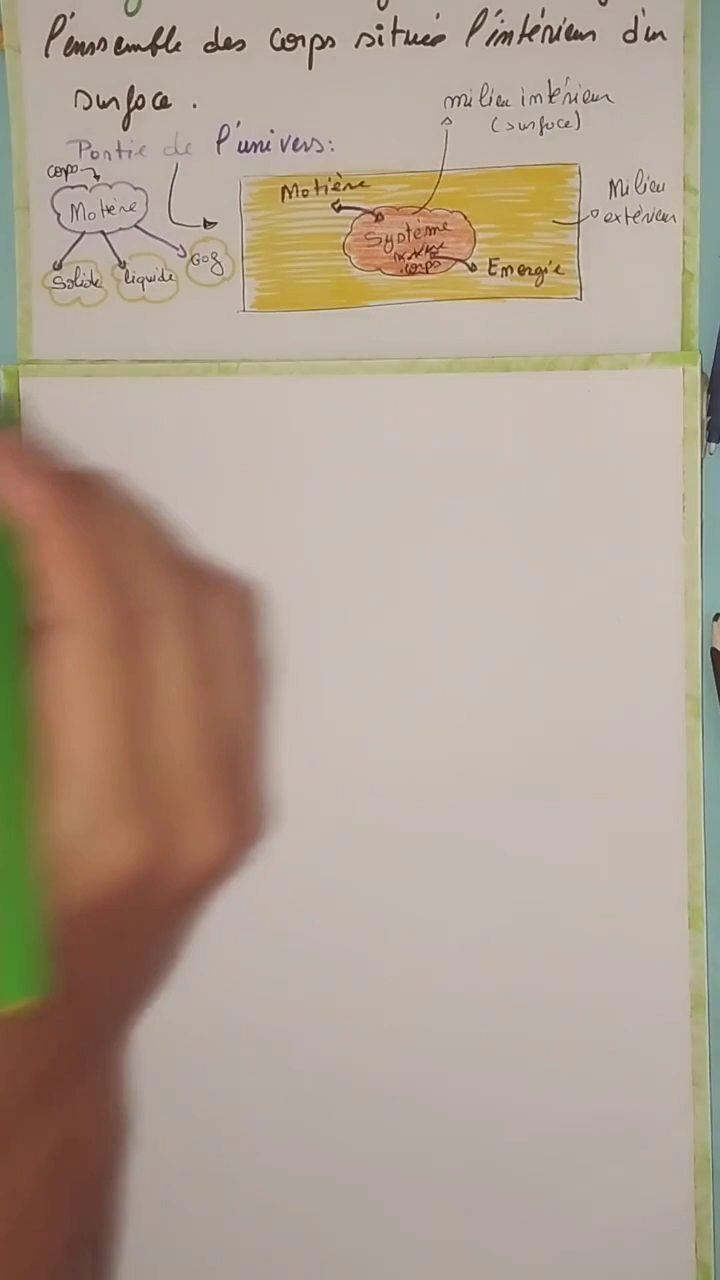 l'enssemble des corps situés l'intérieur d'un
surface.
milieu intérieur
(surface)
Partie de l'univers:
corps
Matière
Solide
liquide
Gaz
Matière
Système
corps
Energie
Milieu
extérieur